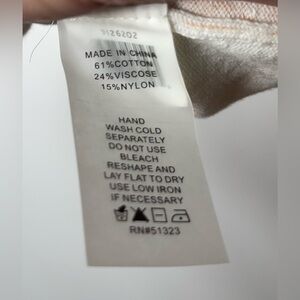 MADE IN CHINA
61%COTTON
24%VISCOSE
15%NYLON
HAND
WASH COLD
SEPARATELY
DO NOT USE
BLEACH
RESHAPE AND
LAY FLAT TO DRY
USE LOW IRON
IF NECESSARY
RN#51323